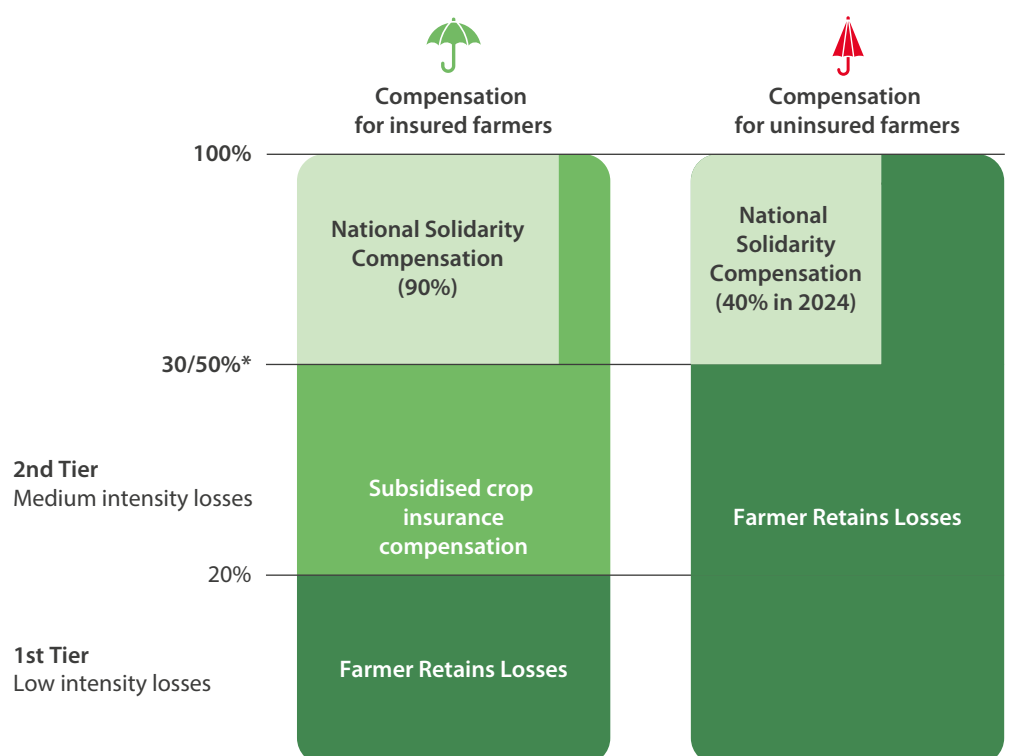 Compensation
for insured farmers
Compensation
for uninsured farmers
100%
National Solidarity
Compensation
(90%)
National
Solidarity
Compensation
(40% in 2024)
30/50%*
2nd Tier
Medium intensity losses
Subsidised crop
insurance
compensation
Farmer Retains Losses
20%
1st Tier
Low intensity losses
Farmer Retains Losses